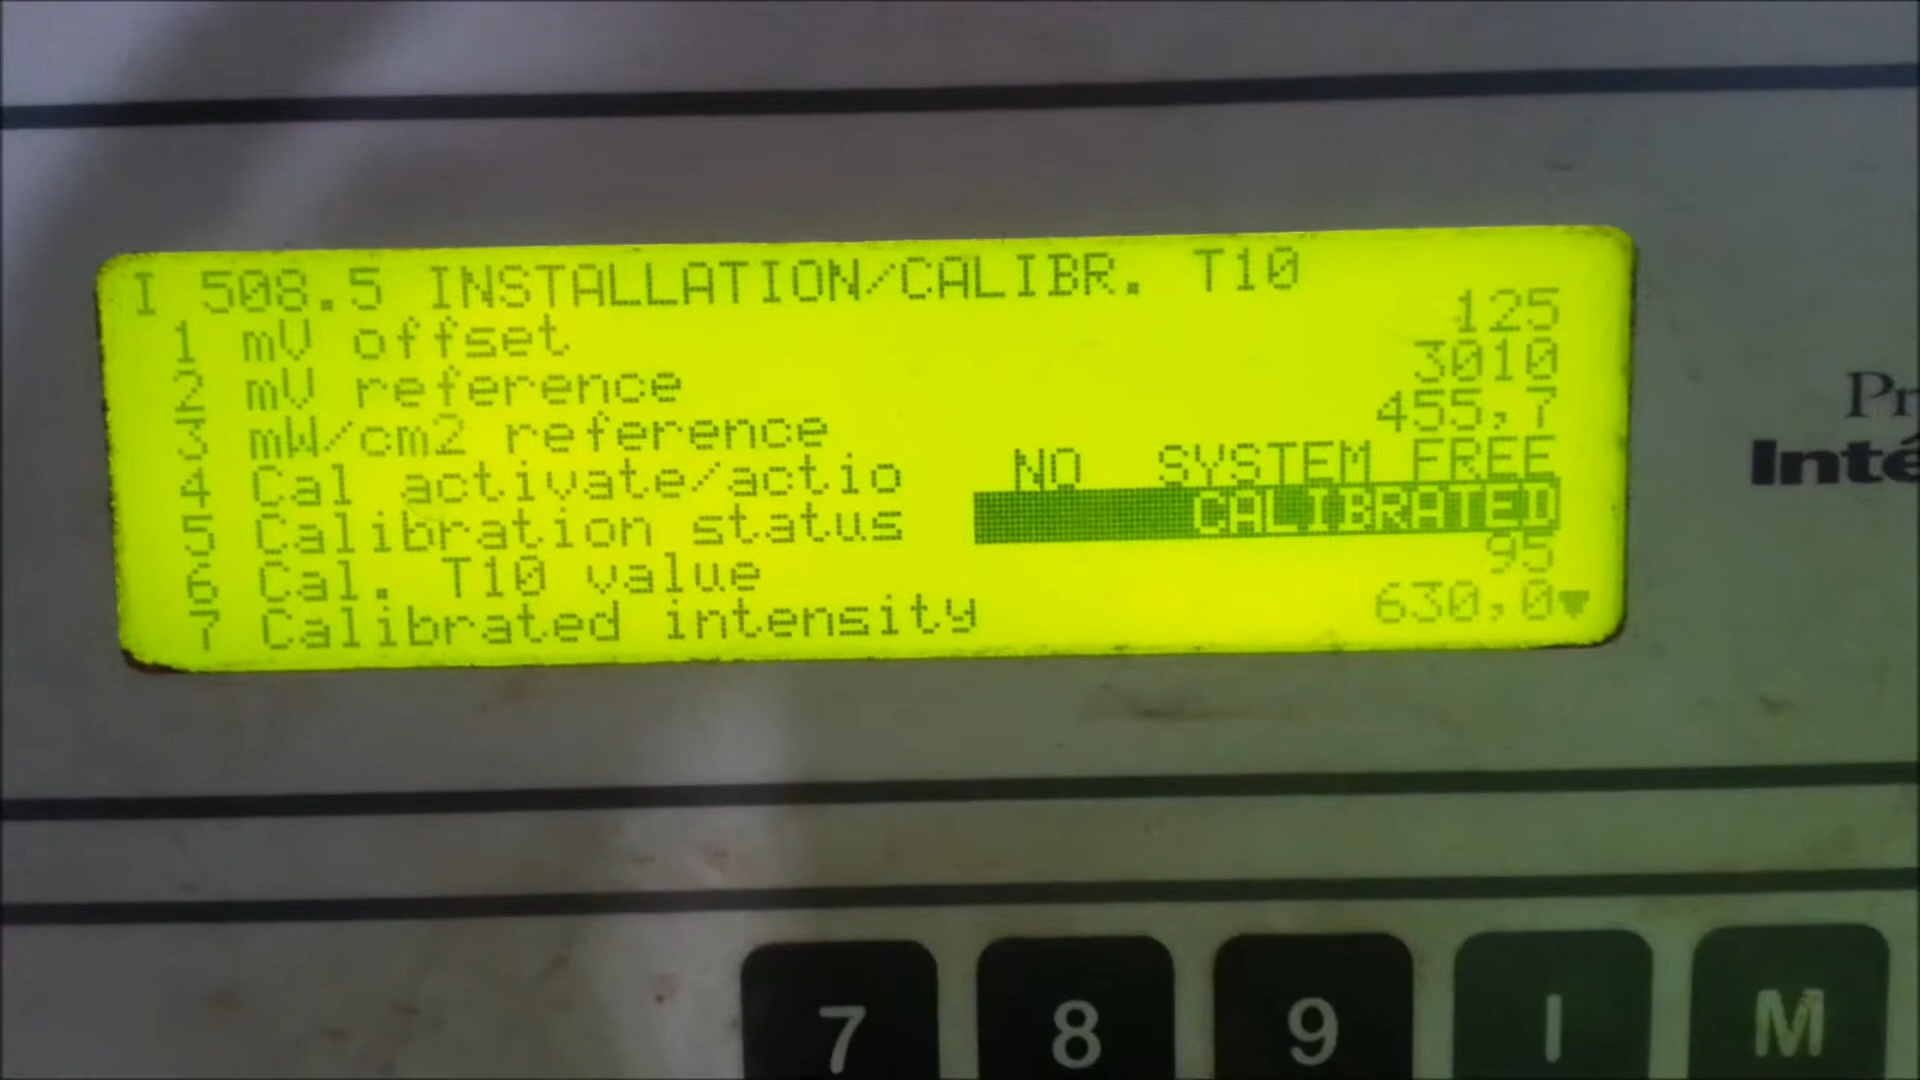 I 508.5 INSTALLATION/CALIBR. T10
1 mV offset 125
2 mV reference 3010
3 mW/cm2 reference 455,7
4 Cal activate/actio NO SYSTEM FREE
5 Calibration status CALIBRATED
6 Cal. T10 value 95
7 Calibrated intensity 630,0▼
7 8 9 I M